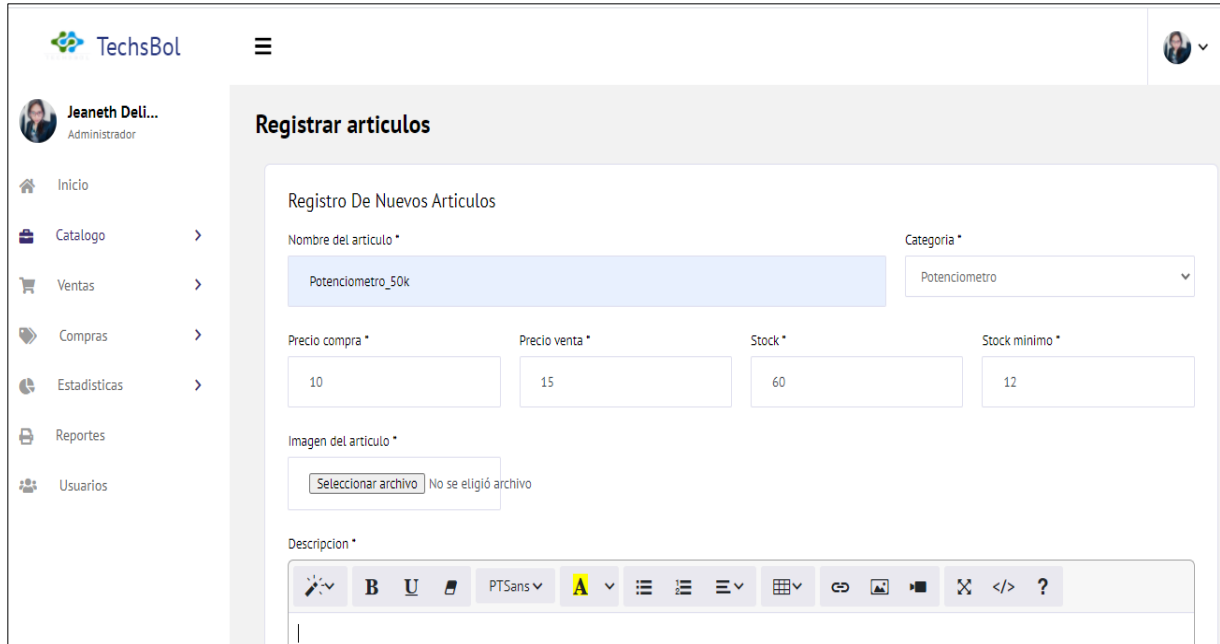 TechsBol
Jeaneth Deli...
Administrador
Inicio
Catalogo
Ventas
Compras
Estadisticas
Reportes
Usuarios
Registrar articulos
Registro De Nuevos Articulos
Nombre del articulo * Categoria *
Potenciometro_50k Potenciometro
Precio compra * Precio venta * Stock * Stock minimo *
10 15 60 12
Imagen del articulo *
Seleccionar archivo No se eligió archivo
Descripcion *
B U PTSans A </> ?